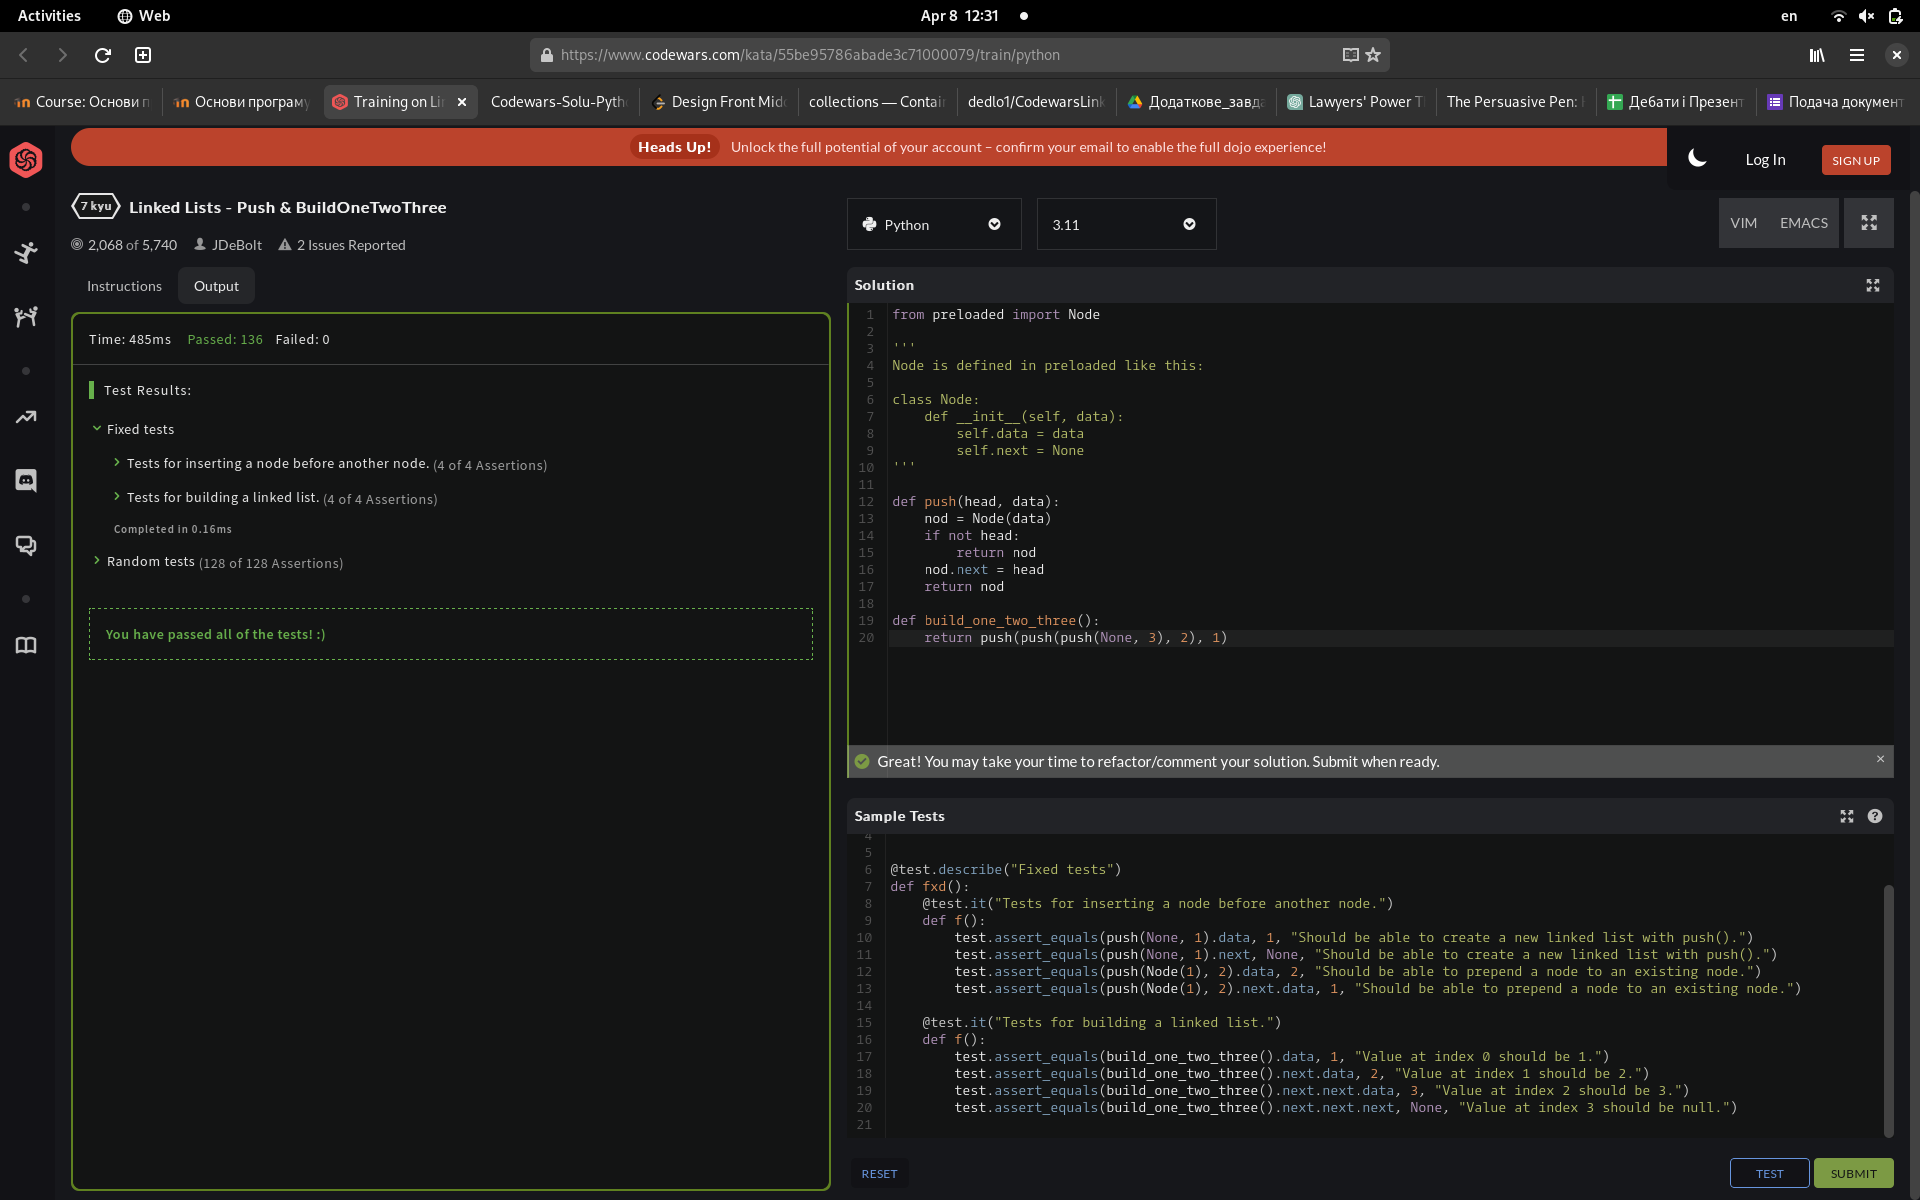 Activities
Web
Apr 8 12:31
en
https://www.codewars.com/kata/55be95786abade3c71000079/train/python
Course: Основи п
Основи програму
Training on Li
Codewars-Solu-Pyth
Design Front Mid
collections — Contai
dedlo1/CodewarsLink
Додаткове_завда
Lawyers' Power T
The Persuasive Pen:
Дебати і Презент
Подача документ
Heads Up! Unlock the full potential of your account – confirm your email to enable the full dojo experience!
Log In
SIGN UP
7 kyu
Linked Lists - Push & BuildOneTwoThree
2,068 of 5,740
JDeBolt
2 Issues Reported
Instructions
Output
Time: 485ms Passed: 136 Failed: 0
Test Results:
Fixed tests
Tests for inserting a node before another node. (4 of 4 Assertions)
Tests for building a linked list. (4 of 4 Assertions)
Completed in 0.16ms
Random tests (128 of 128 Assertions)
You have passed all of the tests! :)
Python
3.11
VIM EMACS
Solution
1 from preloaded import Node
2
3 '''
4 Node is defined in preloaded like this:
5
6 class Node:
7 def __init__(self, data):
8 self.data = data
9 self.next = None
10 '''
11
12 def push(head, data):
13 nod = Node(data)
14 if not head:
15 return nod
16 nod.next = head
17 return nod
18
19 def build_one_two_three():
20 return push(push(push(None, 3), 2), 1)
Great! You may take your time to refactor/comment your solution. Submit when ready.
Sample Tests
4
5
6 @test.describe("Fixed tests")
7 def fxd():
8 @test.it("Tests for inserting a node before another node.")
9 def f():
10 test.assert_equals(push(None, 1).data, 1, "Should be able to create a new linked list with push().")
11 test.assert_equals(push(None, 1).next, None, "Should be able to create a new linked list with push().")
12 test.assert_equals(push(Node(1), 2).data, 2, "Should be able to prepend a node to an existing node.")
13 test.assert_equals(push(Node(1), 2).next.data, 1, "Should be able to prepend a node to an existing node.")
14
15 @test.it("Tests for building a linked list.")
16 def f():
17 test.assert_equals(build_one_two_three().data, 1, "Value at index 0 should be 1.")
18 test.assert_equals(build_one_two_three().next.data, 2, "Value at index 1 should be 2.")
19 test.assert_equals(build_one_two_three().next.next.data, 3, "Value at index 2 should be 3.")
20 test.assert_equals(build_one_two_three().next.next.next, None, "Value at index 3 should be null.")
21
RESET
TEST
SUBMIT